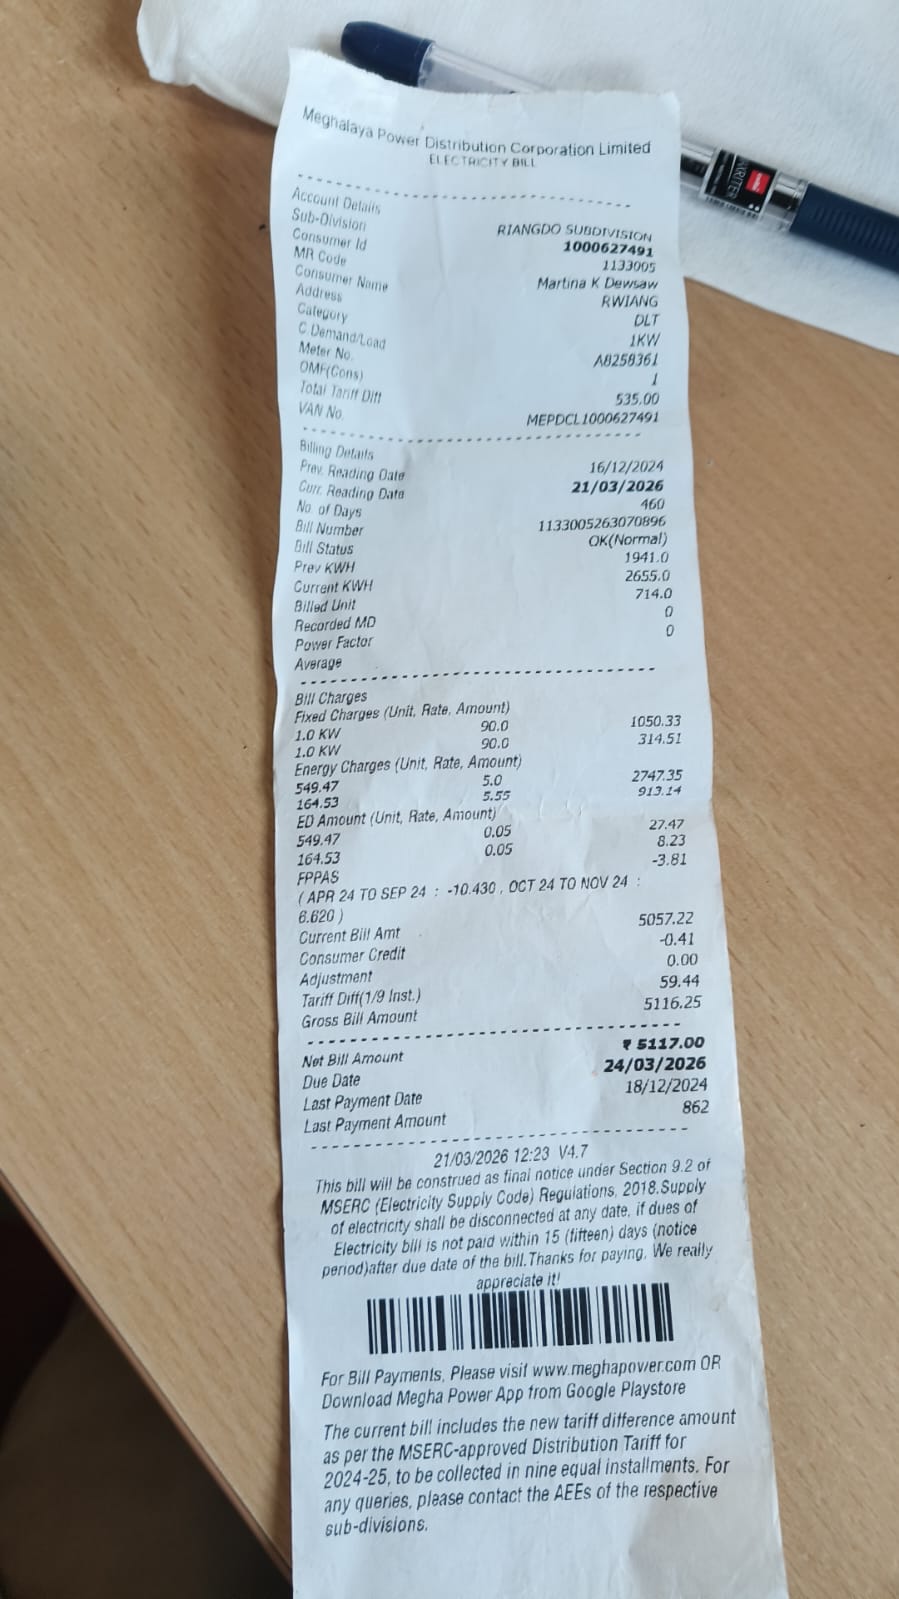 Meghalaya Power Distribution Corporation Limited
ELECTRICITY BILL
Account Details
Sub-Division RIANGDO SUBDIVISION
Consumer Id 1000627491
MR Code 1133005
Consumer Name Martina K Dewsaw
Address RWIANG
Category DLT
C.Demand/Load 1KW
Meter No. A8258361
OMF(Cons) 1
Total Tariff Diff 535.00
VAN No. MEPDCL1000627491
Billing Details
Prev. Reading Date 16/12/2024
Curr. Reading Date 21/03/2026
No. of Days 460
Bill Number 1133005263070896
Bill Status OK(Normal)
Prev KWH 1941.0
Current KWH 2655.0
Billed Unit 714.0
Recorded MD 0
Power Factor 0
Average
Bill Charges
Fixed Charges (Unit, Rate, Amount)
1.0 KW 90.0 1050.33
1.0 KW 90.0 314.51
Energy Charges (Unit, Rate, Amount)
549.47 5.0 2747.35
164.53 5.55 913.14
ED Amount (Unit, Rate, Amount)
549.47 0.05 27.47
164.53 0.05 8.23
FPPAS -3.81
( APR 24 TO SEP 24 : -10.430 , OCT 24 TO NOV 24 :
6.620 )
Current Bill Amt 5057.22
Consumer Credit -0.41
Adjustment 0.00
Tariff Diff(1/9 Inst.) 59.44
Gross Bill Amount 5116.25
Net Bill Amount ₹ 5117.00
Due Date 24/03/2026
Last Payment Date 18/12/2024
Last Payment Amount 862
21/03/2026 12:23 V4.7
This bill will be construed as final notice under Section 9.2 of
MSERC (Electricity Supply Code) Regulations, 2018.Supply
of electricity shall be disconnected at any date, if dues of
Electricity bill is not paid within 15 (fifteen) days (notice
period)after due date of the bill.Thanks for paying, We really
appreciate it!
For Bill Payments, Please visit www.meghapower.com OR
Download Megha Power App from Google Playstore
The current bill includes the new tariff difference amount
as per the MSERC-approved Distribution Tariff for
2024-25, to be collected in nine equal installments. For
any queries, please contact the AEEs of the respective
sub-divisions.